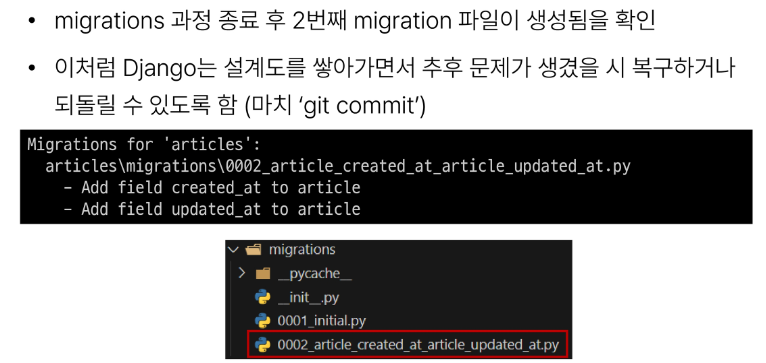 • migrations 과정 종료 후 2번째 migration 파일이 생성됨을 확인
• 이처럼 Django는 설계도를 쌓아가면서 추후 문제가 생겼을 시 복구하거나
되돌릴 수 있도록 함 (마치 ‘git commit’)
Migrations for 'articles':
articles\migrations\0002_article_created_at_article_updated_at.py
- Add field created_at to article
- Add field updated_at to article
migrations
__pycache__
__init__.py
0001_initial.py
0002_article_created_at_article_updated_at.py